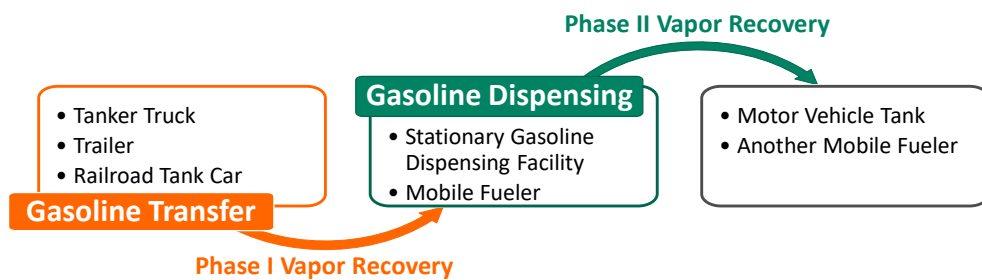 Phase II Vapor Recovery
• Tanker Truck
• Trailer
• Railroad Tank Car
Gasoline Transfer
Phase I Vapor Recovery
Gasoline Dispensing
• Stationary Gasoline
Dispensing Facility
• Mobile Fueler
• Motor Vehicle Tank
• Another Mobile Fueler